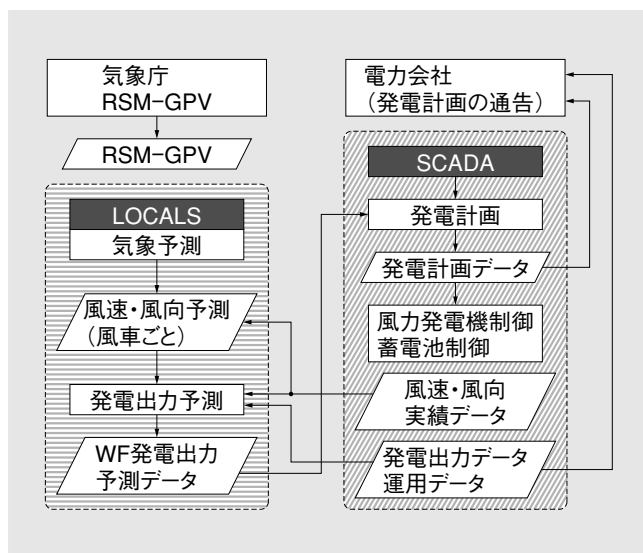 気象庁
RSM-GPV
RSM-GPV
LOCALS
気象予測
風速・風向予測
（風車ごと）
発電出力予測
WF発電出力
予測データ
電力会社
（発電計画の通告）
SCADA
発電計画
発電計画データ
風力発電機制御
蓄電池制御
風速・風向
実績データ
発電出力データ
運用データ